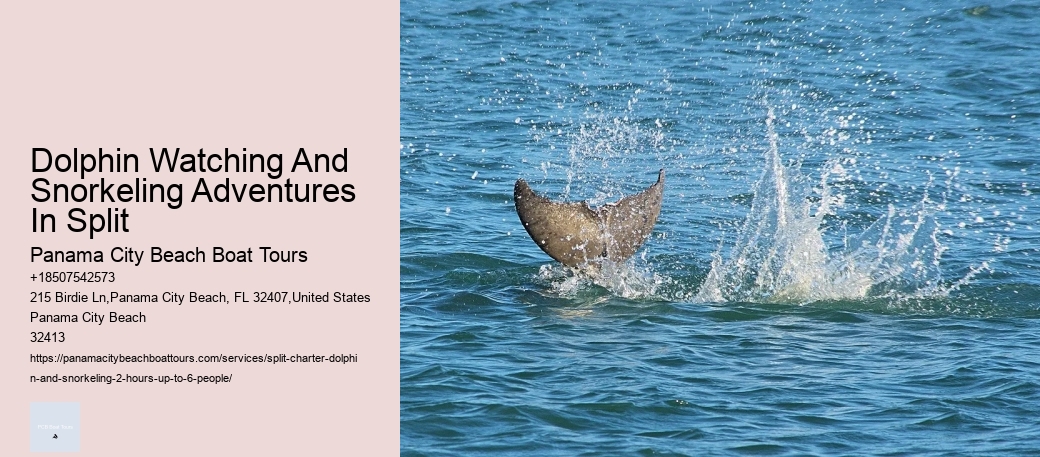 Dolphin Watching And
Snorkeling Adventures
In Split
Panama City Beach Boat Tours
+18507542573
215 Birdie Ln,Panama City Beach, FL 32407,United States
Panama City Beach
32413
https://panamacitybeachboattours.com/services/split-charter-dolphi
n-and-snorkeling-2-hours-up-to-6-people/